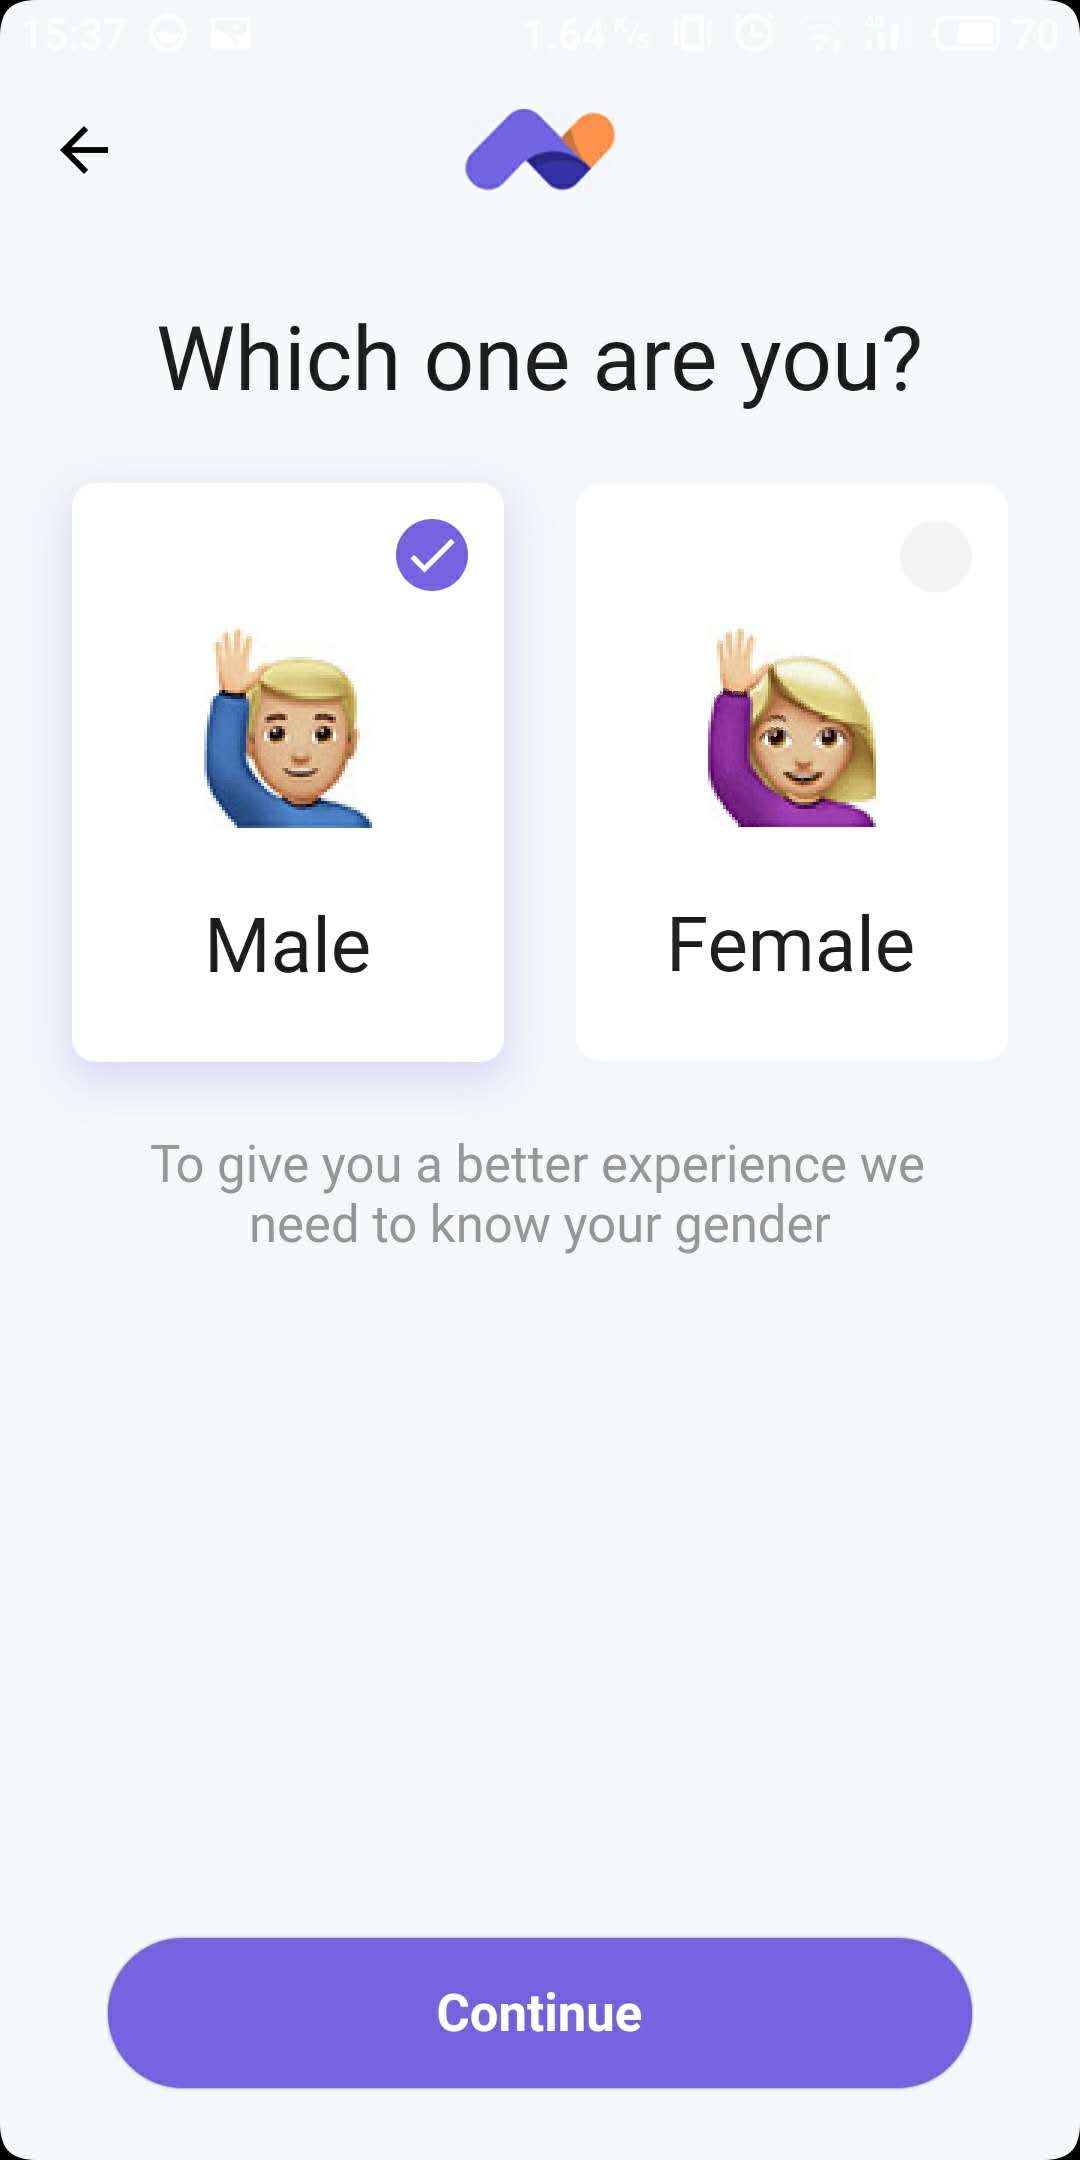 15:37 1.64 K/s 4G 70
Which one are you?
Male
Female
To give you a better experience we
need to know your gender
Continue